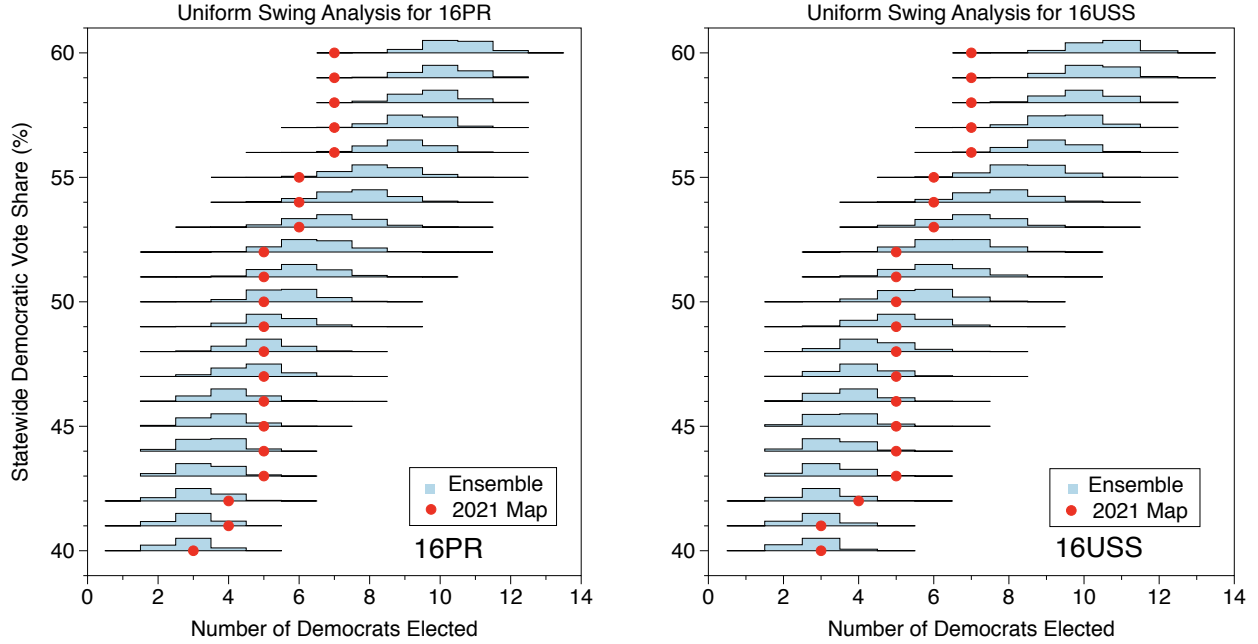 Uniform Swing Analysis for 16PR
Statewide Democratic Vote Share (%)
60
55
50
45
40
Ensemble
2021 Map
16PR
0 2 4 6 8 10 12 14
Number of Democrats Elected
Uniform Swing Analysis for 16USS
60
55
50
45
40
Ensemble
2021 Map
16USS
0 2 4 6 8 10 12 14
Number of Democrats Elected